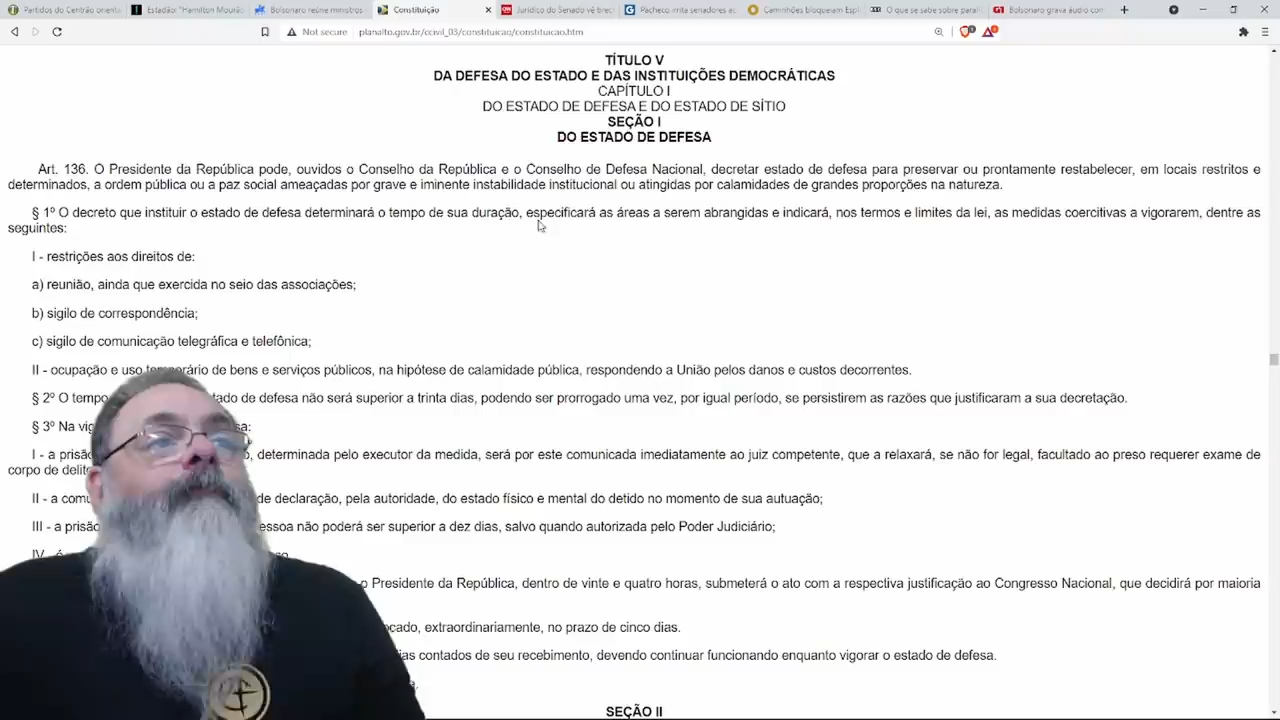 Partidos do Centrão orienta
Estadão: "Hamilton Mourão
Bolsonaro reúne ministros
Constituição
Jurídico do Senado vê brec
Pacheco irrita senadores ac
Caminhões bloqueiam Espl
O que se sabe sobre paral
Bolsonaro grava áudio com
Not secure planalto.gov.br/ccivil_03/constituicao/constituicao.htm
TÍTULO V
DA DEFESA DO ESTADO E DAS INSTITUIÇÕES DEMOCRÁTICAS
CAPÍTULO I
DO ESTADO DE DEFESA E DO ESTADO DE SÍTIO
SEÇÃO I
DO ESTADO DE DEFESA
Art. 136. O Presidente da República pode, ouvidos o Conselho da República e o Conselho de Defesa Nacional, decretar estado de defesa para preservar ou prontamente restabelecer, em locais restritos e
determinados, a ordem pública ou a paz social ameaçadas por grave e iminente instabilidade institucional ou atingidas por calamidades de grandes proporções na natureza.
§ 1º O decreto que instituir o estado de defesa determinará o tempo de sua duração, especificará as áreas a serem abrangidas e indicará, nos termos e limites da lei, as medidas coercitivas a vigorarem, dentre as
seguintes:
I - restrições aos direitos de:
a) reunião, ainda que exercida no seio das associações;
b) sigilo de correspondência;
c) sigilo de comunicação telegráfica e telefônica;
II - ocupação e uso temporário de bens e serviços públicos, na hipótese de calamidade pública, respondendo a União pelos danos e custos decorrentes.
§ 2º O tempo estado de defesa não será superior a trinta dias, podendo ser prorrogado uma vez, por igual período, se persistirem as razões que justificaram a sua decretação.
§ 3º Na
I - a determinada pelo executor da medida, será por este comunicada imediatamente ao juiz competente, que a relaxará, se não for legal, facultado ao preso requerer exame de
corpo de
II - a de declaração, pela autoridade, do estado físico e mental do detido no momento de sua autuação;
III - a não poderá ser superior a dez dias, salvo quando autorizada pelo Poder Judiciário;
IV -
o Presidente da República, dentro de vinte e quatro horas, submeterá o ato com a respectiva justificação ao Congresso Nacional, que decidirá por maioria
extraordinariamente, no prazo de cinco dias.
contados de seu recebimento, devendo continuar funcionando enquanto vigorar o estado de defesa.
SEÇÃO II